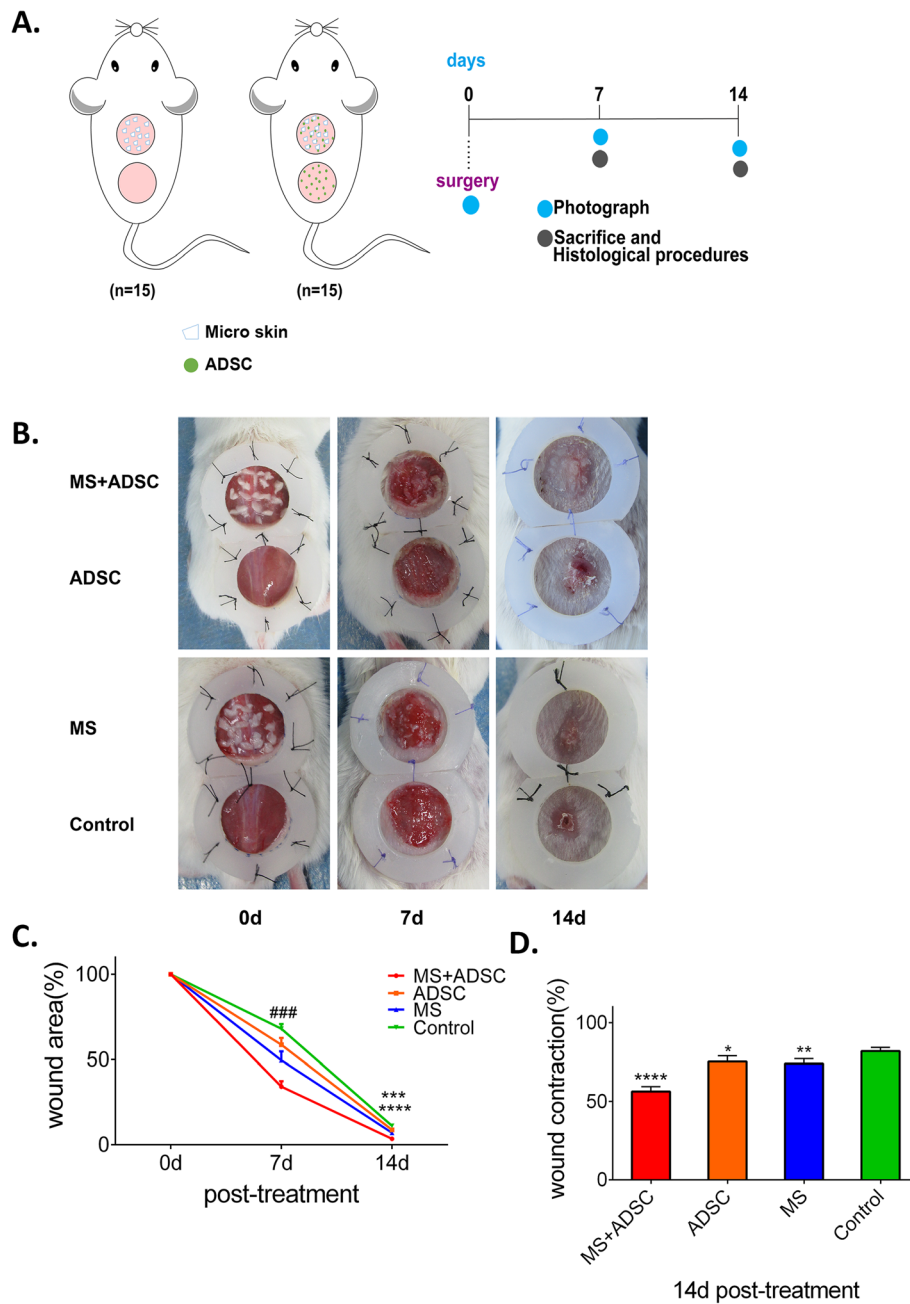 A.
days
0 7 14
surgery
Photograph
Sacrifice and
Histological procedures
(n=15) (n=15)
Micro skin
ADSC
B.
MS+ADSC
ADSC
MS
Control
0d 7d 14d
C.
wound area(%)
100
50
0
###
***
****
MS+ADSC
ADSC
MS
Control
0d 7d 14d
post-treatment
D.
wound contraction(%)
100
50
0
****
*
**
MS+ADSC
ADSC
MS
Control
14d post-treatment